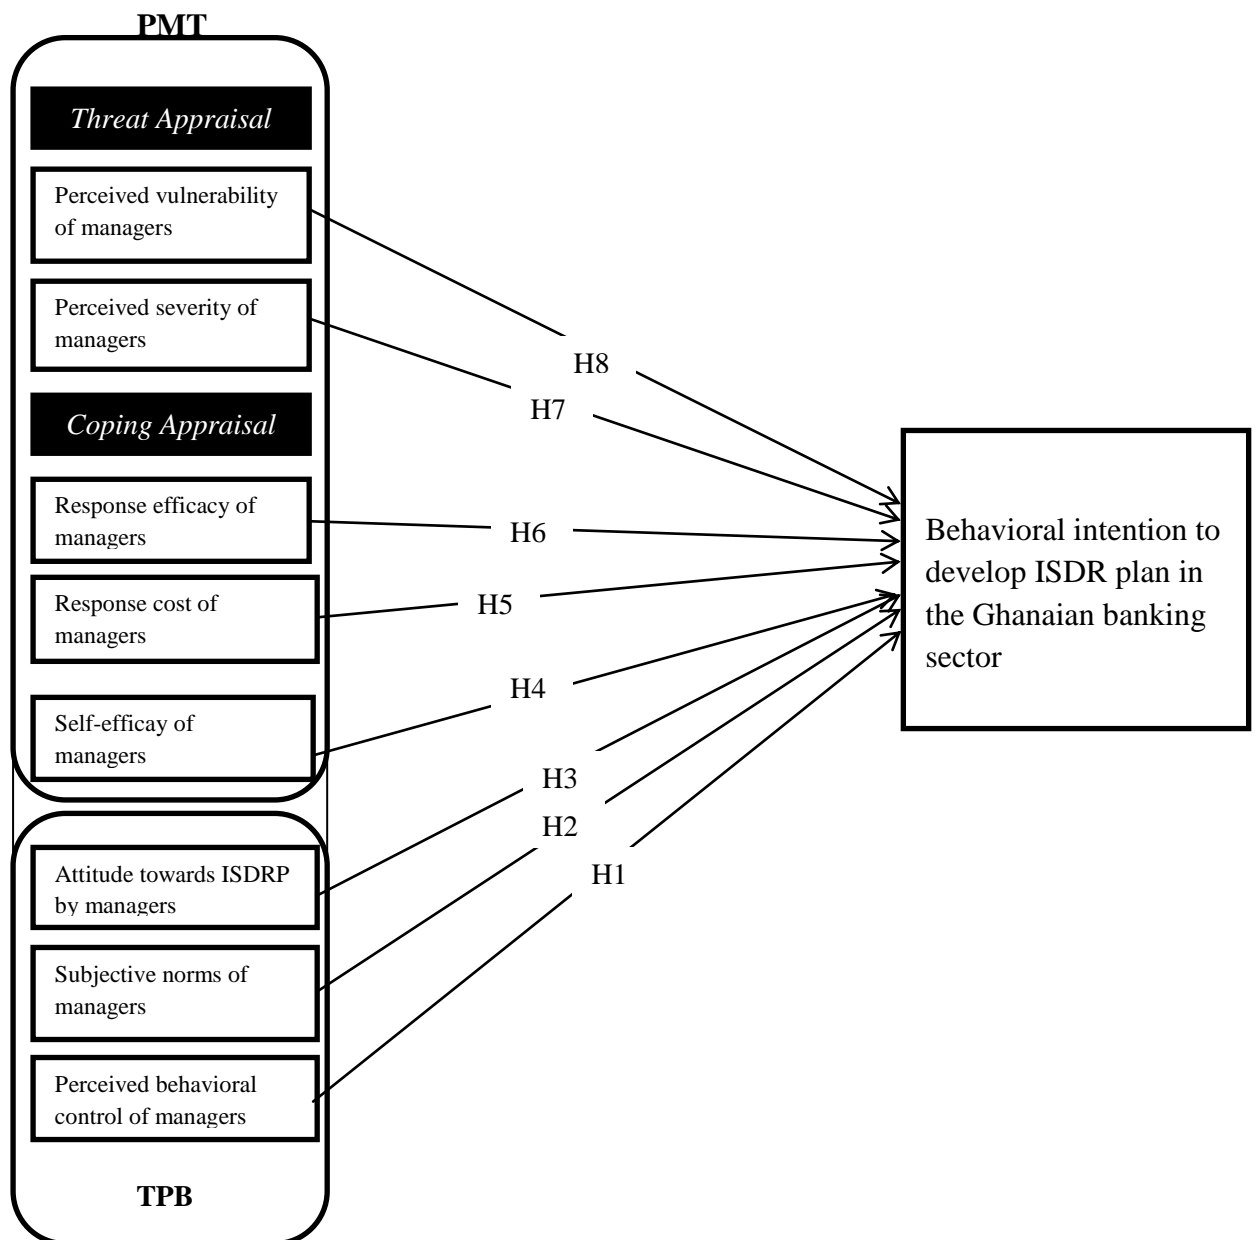 PMT
Threat Appraisal
Perceived vulnerability
of managers
Perceived severity of
managers
Coping Appraisal
Response efficacy of
managers
Response cost of
managers
Self-efficay of
managers
Attitude towards ISDRP
by managers
Subjective norms of
managers
Perceived behavioral
control of managers
TPB
H8
H7
H6
H5
H4
H3
H2
H1
Behavioral intention to
develop ISDR plan in
the Ghanaian banking
sector